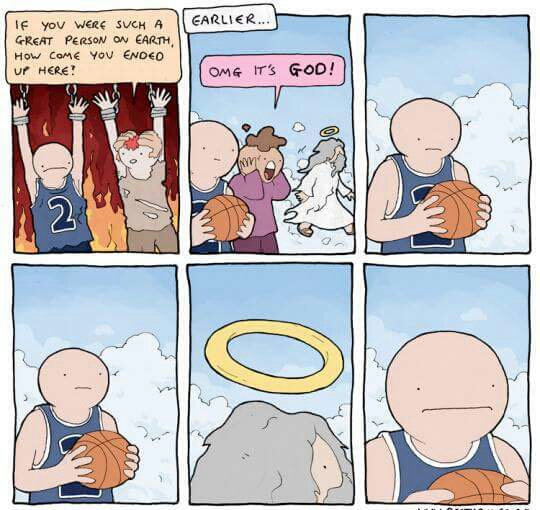 IF YOU WERE SUCH A
GREAT PERSON ON EARTH,
HOW COME YOU ENDED
UP HERE?
EARLIER...
OMG IT'S GOD!
2
2